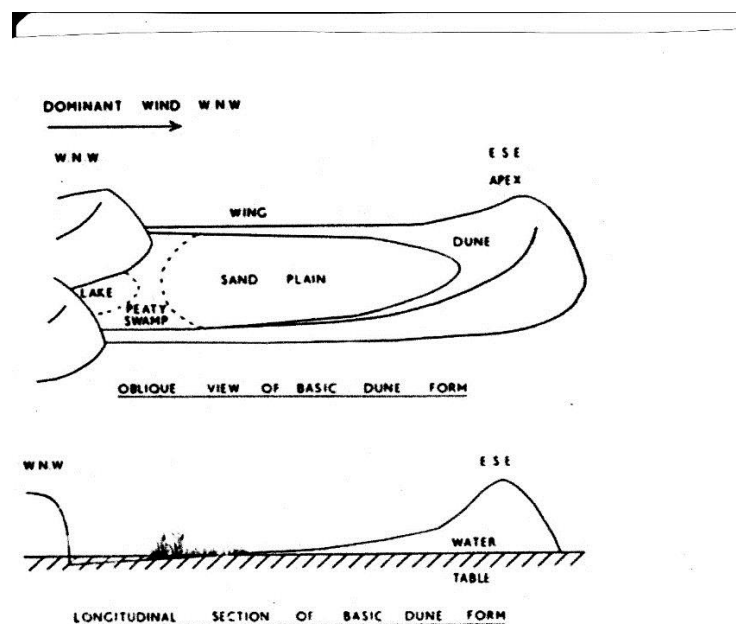 DOMINANT WIND W N W
W.N.W
E S E
APEX
WING
DUNE
SAND PLAIN
LAKE
PEATY
SWAMP
OBLIQUE VIEW OF BASIC DUNE FORM
W N.W
E S E
WATER
TABLE
LONGITUDINAL SECTION OF BASIC DUNE FORM